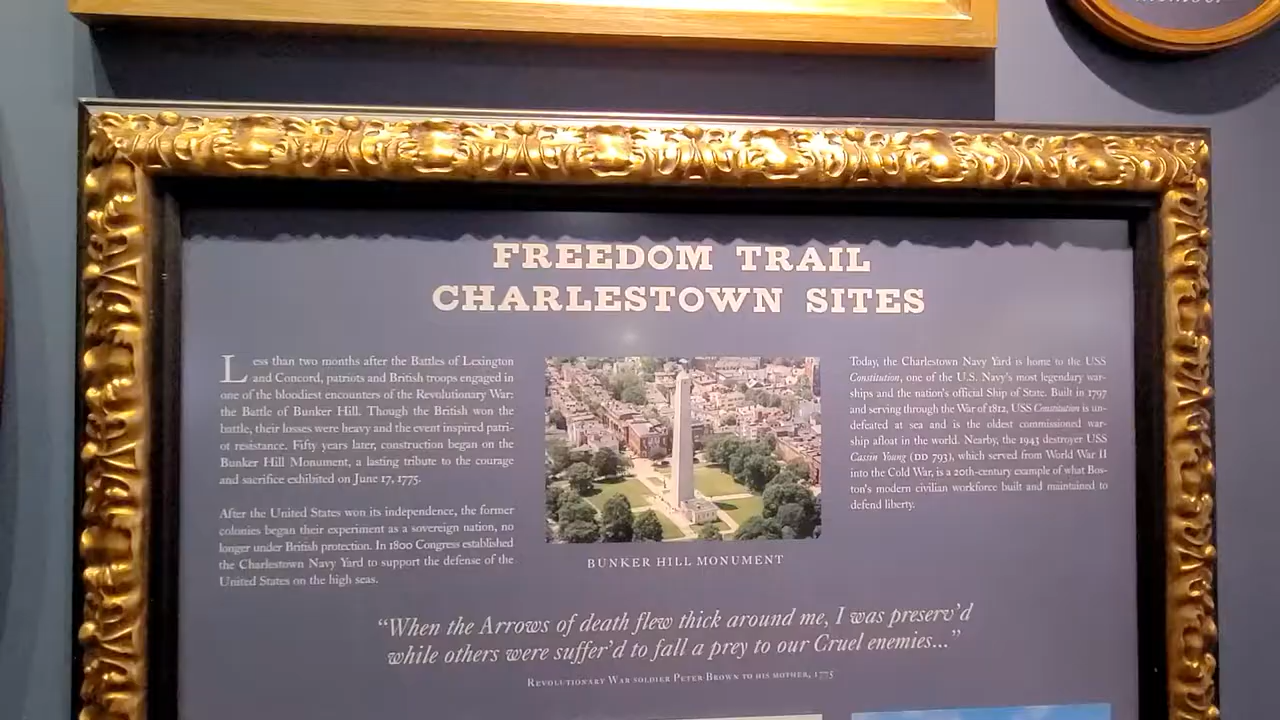 FREEDOM TRAIL
CHARLESTOWN SITES
Less than two months after the Battles of Lexington
and Concord, patriots and British troops engaged in
one of the bloodiest encounters of the Revolutionary War:
the Battle of Bunker Hill. Though the British won the
battle, their losses were heavy and the event inspired patri-
ot resistance. Fifty years later, construction began on the
Bunker Hill Monument, a lasting tribute to the courage
and sacrifice exhibited on June 17, 1775.
After the United States won its independence, the former
colonies began their experiment as a sovereign nation, no
longer under British protection. In 1800 Congress established
the Charlestown Navy Yard to support the defense of the
United States on the high seas.
BUNKER HILL MONUMENT
Today, the Charlestown Navy Yard is home to the USS
Constitution, one of the U.S. Navy's most legendary war-
ships and the nation's official Ship of State. Built in 1797
and serving through the War of 1812, USS Constitution is un-
defeated at sea and is the oldest commissioned war-
ship afloat in the world. Nearby, the 1943 destroyer USS
Cassin Young (DD 793), which served from World War II
into the Cold War, is a 20th-century example of what Bos-
ton's modern civilian workforce built and maintained to
defend liberty.
"When the Arrows of death flew thick around me, I was preserv'd
while others were suffer'd to fall a prey to our Cruel enemies..."
REVOLUTIONARY WAR SOLDIER PETER BROWN TO HIS MOTHER, 1775